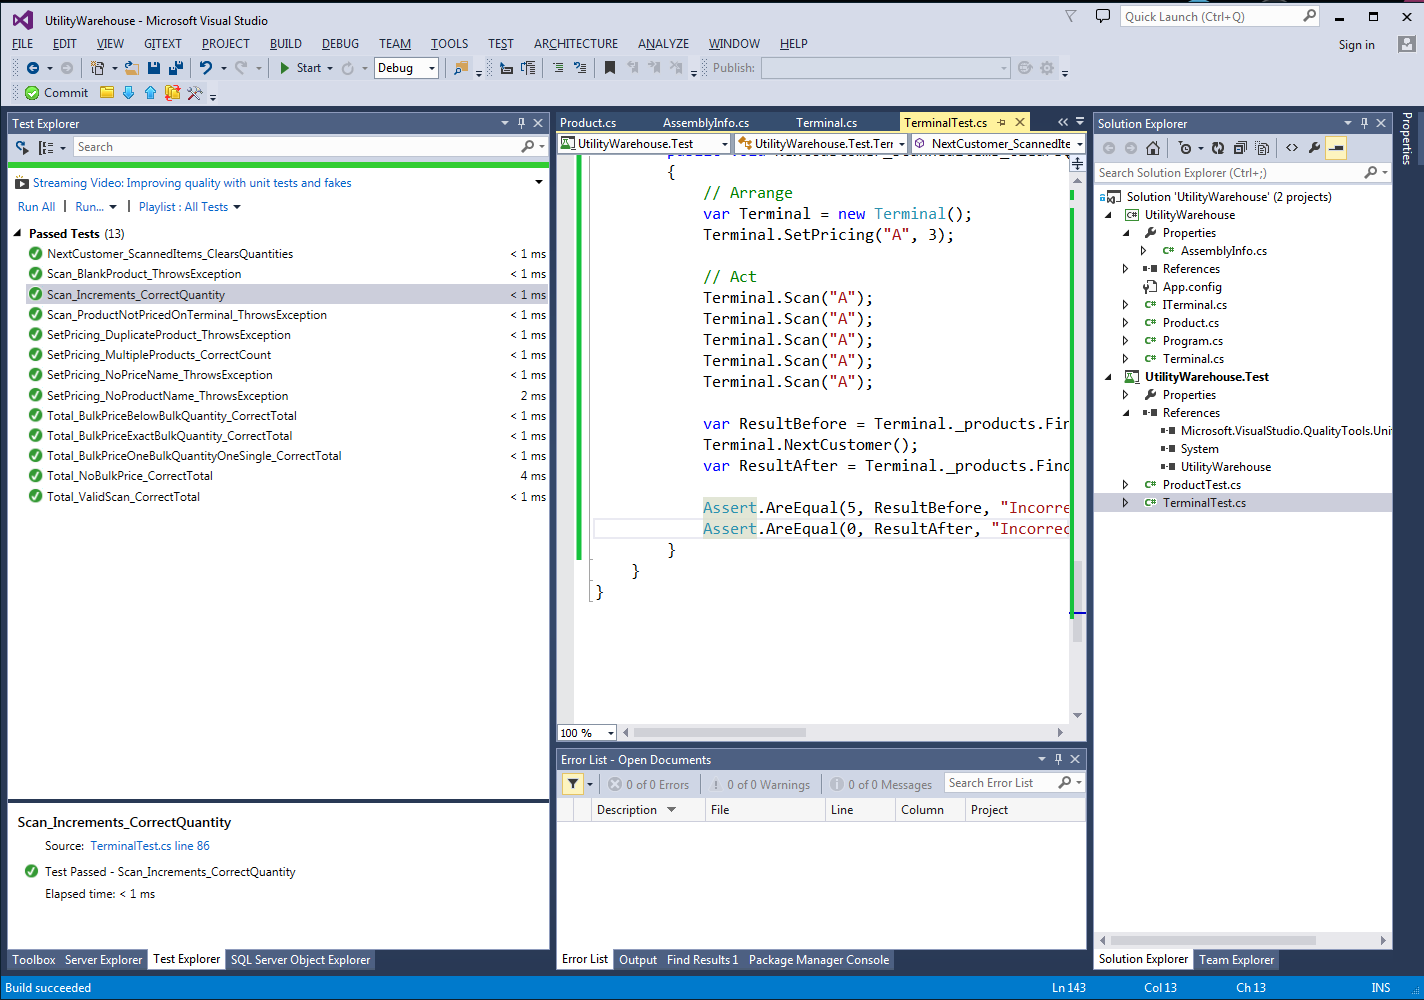 UtilityWarehouse - Microsoft Visual Studio
Quick Launch (Ctrl+Q)
FILE EDIT VIEW GITEXT PROJECT BUILD DEBUG TEAM TOOLS TEST ARCHITECTURE ANALYZE WINDOW HELP
Sign in
Start Debug Publish:
Commit
Test Explorer
Search
Streaming Video: Improving quality with unit tests and fakes
Run All | Run... | Playlist : All Tests
Passed Tests (13)
NextCustomer_ScannedItems_ClearsQuantities < 1 ms
Scan_BlankProduct_ThrowsException < 1 ms
Scan_Increments_CorrectQuantity < 1 ms
Scan_ProductNotPricedOnTerminal_ThrowsException < 1 ms
SetPricing_DuplicateProduct_ThrowsException < 1 ms
SetPricing_MultipleProducts_CorrectCount < 1 ms
SetPricing_NoPriceName_ThrowsException < 1 ms
SetPricing_NoProductName_ThrowsException 2 ms
Total_BulkPriceBelowBulkQuantity_CorrectTotal < 1 ms
Total_BulkPriceExactBulkQuantity_CorrectTotal < 1 ms
Total_BulkPriceOneBulkQuantityOneSingle_CorrectTotal < 1 ms
Total_NoBulkPrice_CorrectTotal 4 ms
Total_ValidScan_CorrectTotal < 1 ms
Scan_Increments_CorrectQuantity
Source: TerminalTest.cs line 86
Test Passed - Scan_Increments_CorrectQuantity
Elapsed time: < 1 ms
Toolbox Server Explorer Test Explorer SQL Server Object Explorer
Product.cs AssemblyInfo.cs Terminal.cs TerminalTest.cs
UtilityWarehouse.Test UtilityWarehouse.Test.Terr NextCustomer_ScannedIte
{
// Arrange
var Terminal = new Terminal();
Terminal.SetPricing("A", 3);
// Act
Terminal.Scan("A");
Terminal.Scan("A");
Terminal.Scan("A");
Terminal.Scan("A");
Terminal.Scan("A");
var ResultBefore = Terminal._products.Fin
Terminal.NextCustomer();
var ResultAfter = Terminal._products.Find
Assert.AreEqual(5, ResultBefore, "Incorre
Assert.AreEqual(0, ResultAfter, "Incorrec
}
}
}
100 %
Error List - Open Documents
0 of 0 Errors 0 of 0 Warnings 0 of 0 Messages Search Error List
Description File Line Column Project
Error List Output Find Results 1 Package Manager Console
Solution Explorer
Search Solution Explorer (Ctrl+;)
Solution 'UtilityWarehouse' (2 projects)
UtilityWarehouse
Properties
AssemblyInfo.cs
References
App.config
ITerminal.cs
Product.cs
Program.cs
Terminal.cs
UtilityWarehouse.Test
Properties
References
Microsoft.VisualStudio.QualityTools.Uni
System
UtilityWarehouse
ProductTest.cs
TerminalTest.cs
Solution Explorer Team Explorer
Properties
Build succeeded Ln 143 Col 13 Ch 13 INS